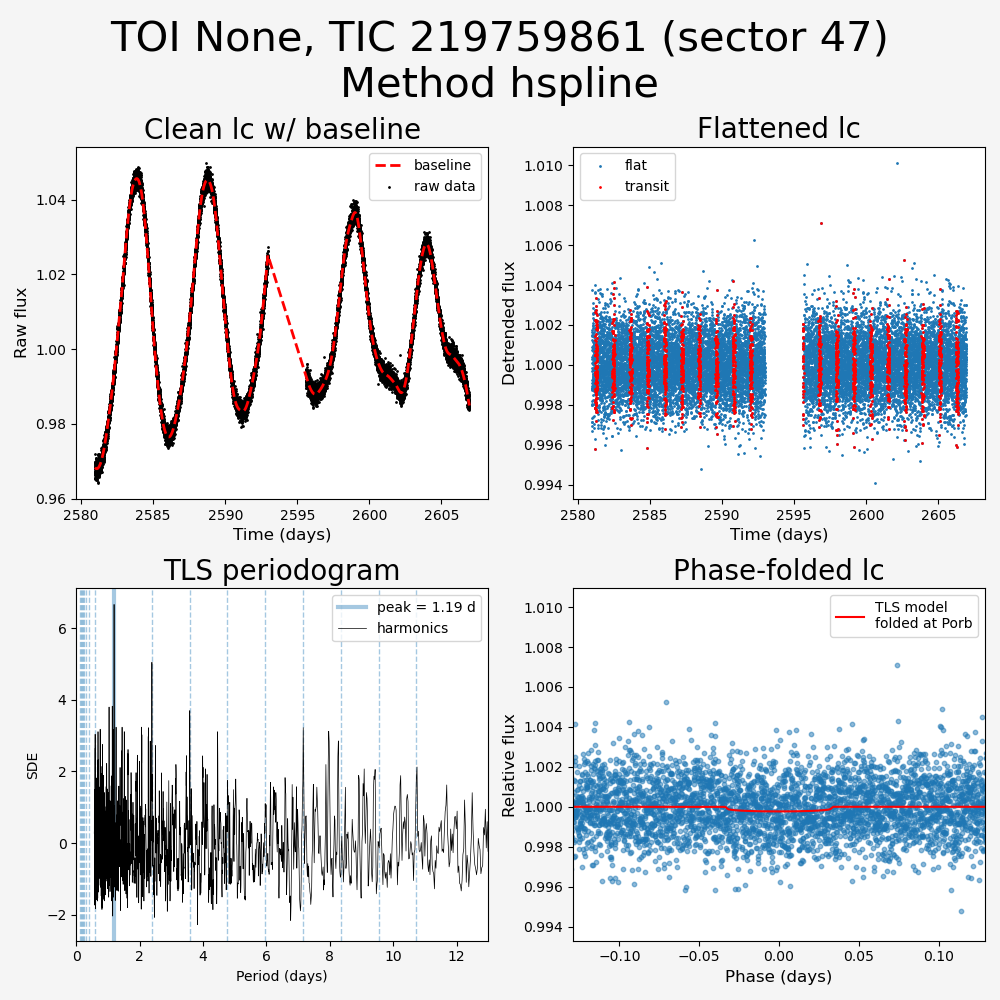 TOI None, TIC 219759861 (sector 47)
Method hspline
Clean lc w/ baseline
Flattened lc
baseline
raw data
flat
transit
Raw flux
1.04
1.02
1.00
0.98
0.96
2580
2585
2590
2595
2600
2605
Time (days)
Detrended flux
1.010
1.008
1.006
1.004
1.002
1.000
0.998
0.996
0.994
2580
2585
2590
2595
2600
2605
Time (days)
TLS periodogram
Phase-folded lc
peak = 1.19 d
harmonics
TLS model
folded at Porb
SDE
6
4
2
0
−2
0
2
4
6
8
10
12
Period (days)
Relative flux
1.010
1.008
1.006
1.004
1.002
1.000
0.998
0.996
0.994
−0.10
−0.05
0.00
0.05
0.10
Phase (days)